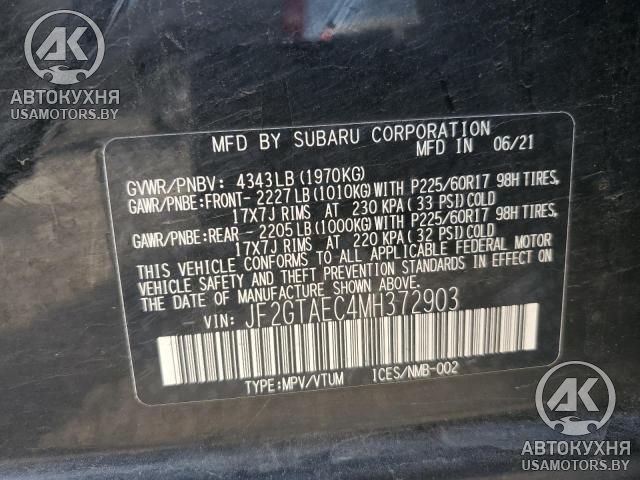 AK
АВТОКУХНЯ
USAMOTORS.BY
MFD BY SUBARU CORPORATION
MFD IN 06/21
GVWR/PNBV: 4343LB (1970KG)
GAWR/PNBE:FRONT- 2227LB (1010KG) WITH P225/60R17 98H TIRES,
17X7J RIMS AT 230 KPA (33 PSI) COLD
GAWR/PNBE:REAR - 2205LB (1000KG) WITH P225/60R17 98H TIRES,
17X7J RIMS AT 220 KPA (32 PSI) COLD
THIS VEHICLE CONFORMS TO ALL APPLICABLE FEDERAL MOTOR
VEHICLE SAFETY AND THEFT PREVENTION STANDARDS IN EFFECT ON THE DATE OF
MANUFACTURE SHOWN ABOVE.
VIN: JF2GTAEC4MH372903
TYPE:MPV/VTUM ICES/NMB-002
AK
АВТОКУХНЯ
USAMOTORS.BY